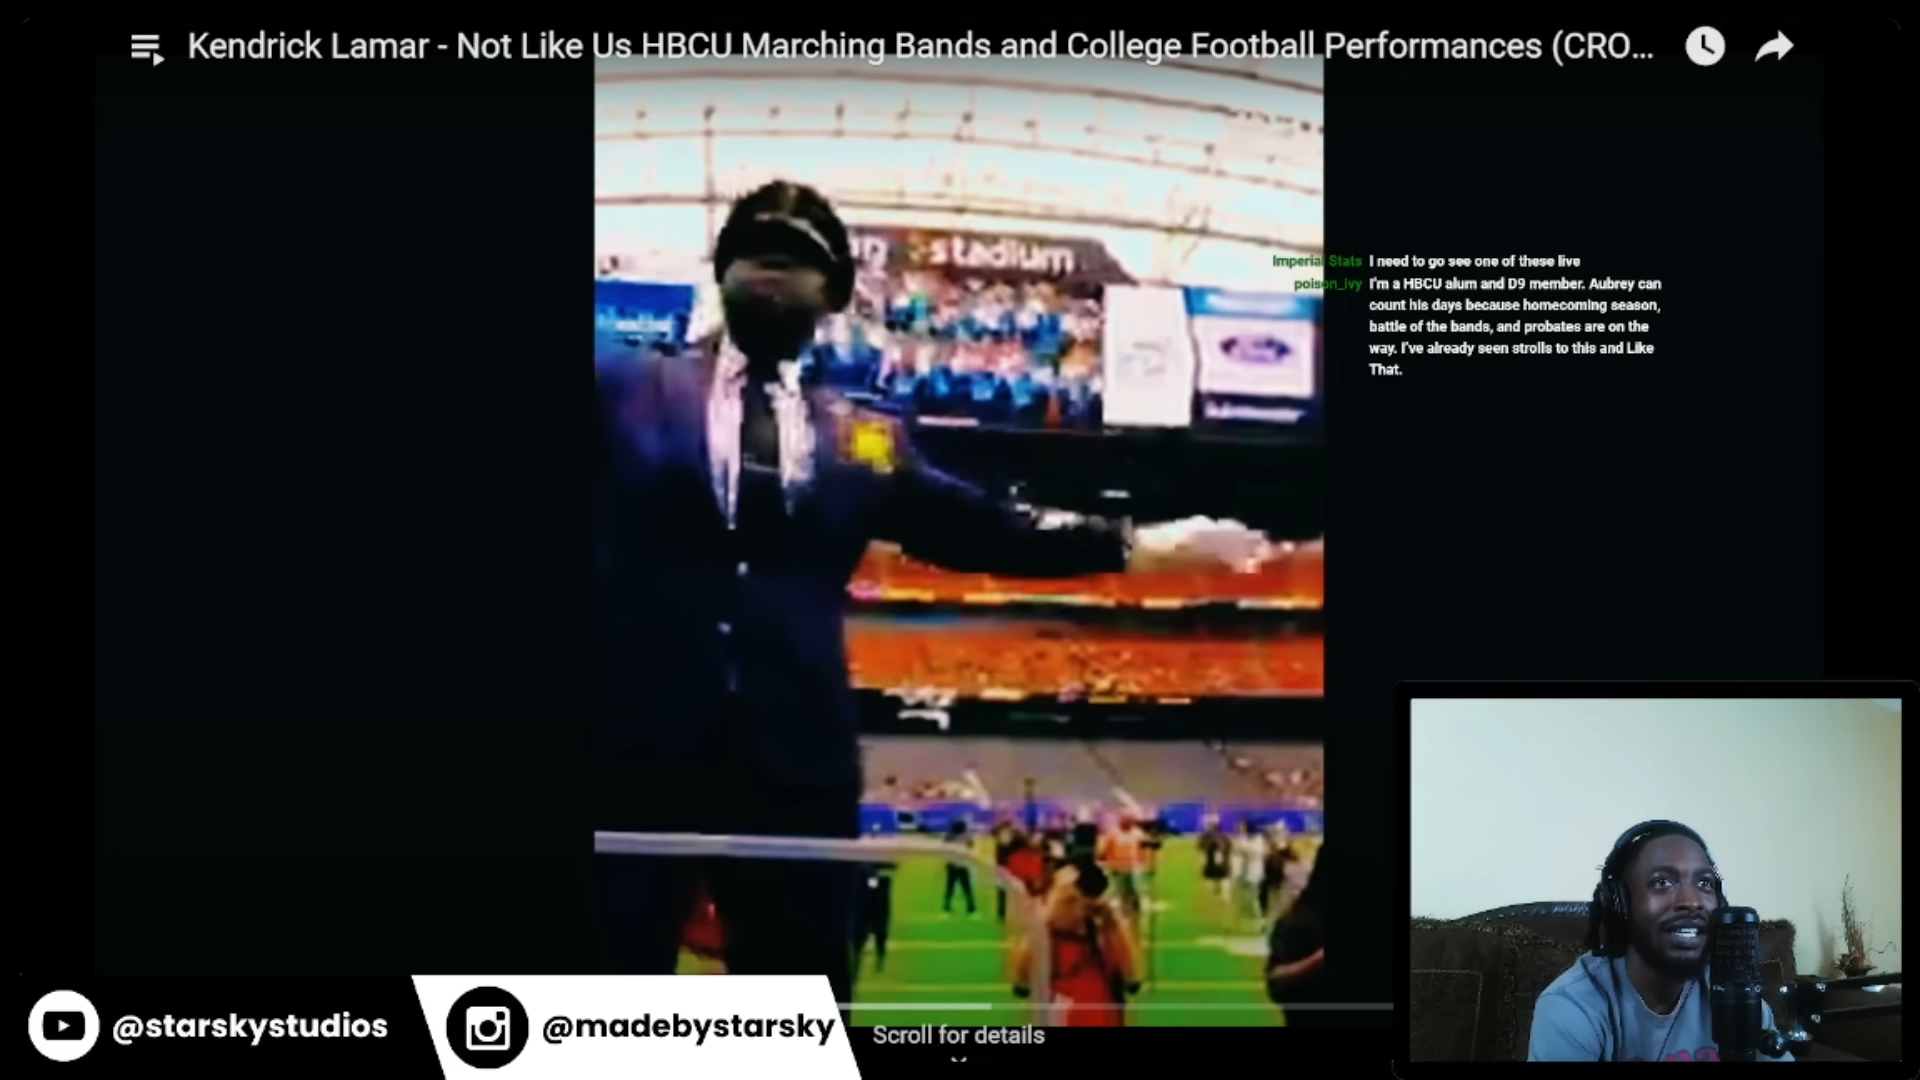 Kendrick Lamar - Not Like Us HBCU Marching Bands and College Football Performances (CRO...
stadium
Imperial Stats I need to go see one of these live
poison_ivy I'm a HBCU alum and D9 member. Aubrey can
count his days because homecoming season,
battle of the bands, and probates are on the
way. I've already seen strolls to this and Like
That.
@starskystudios
@madebystarsky
Scroll for details